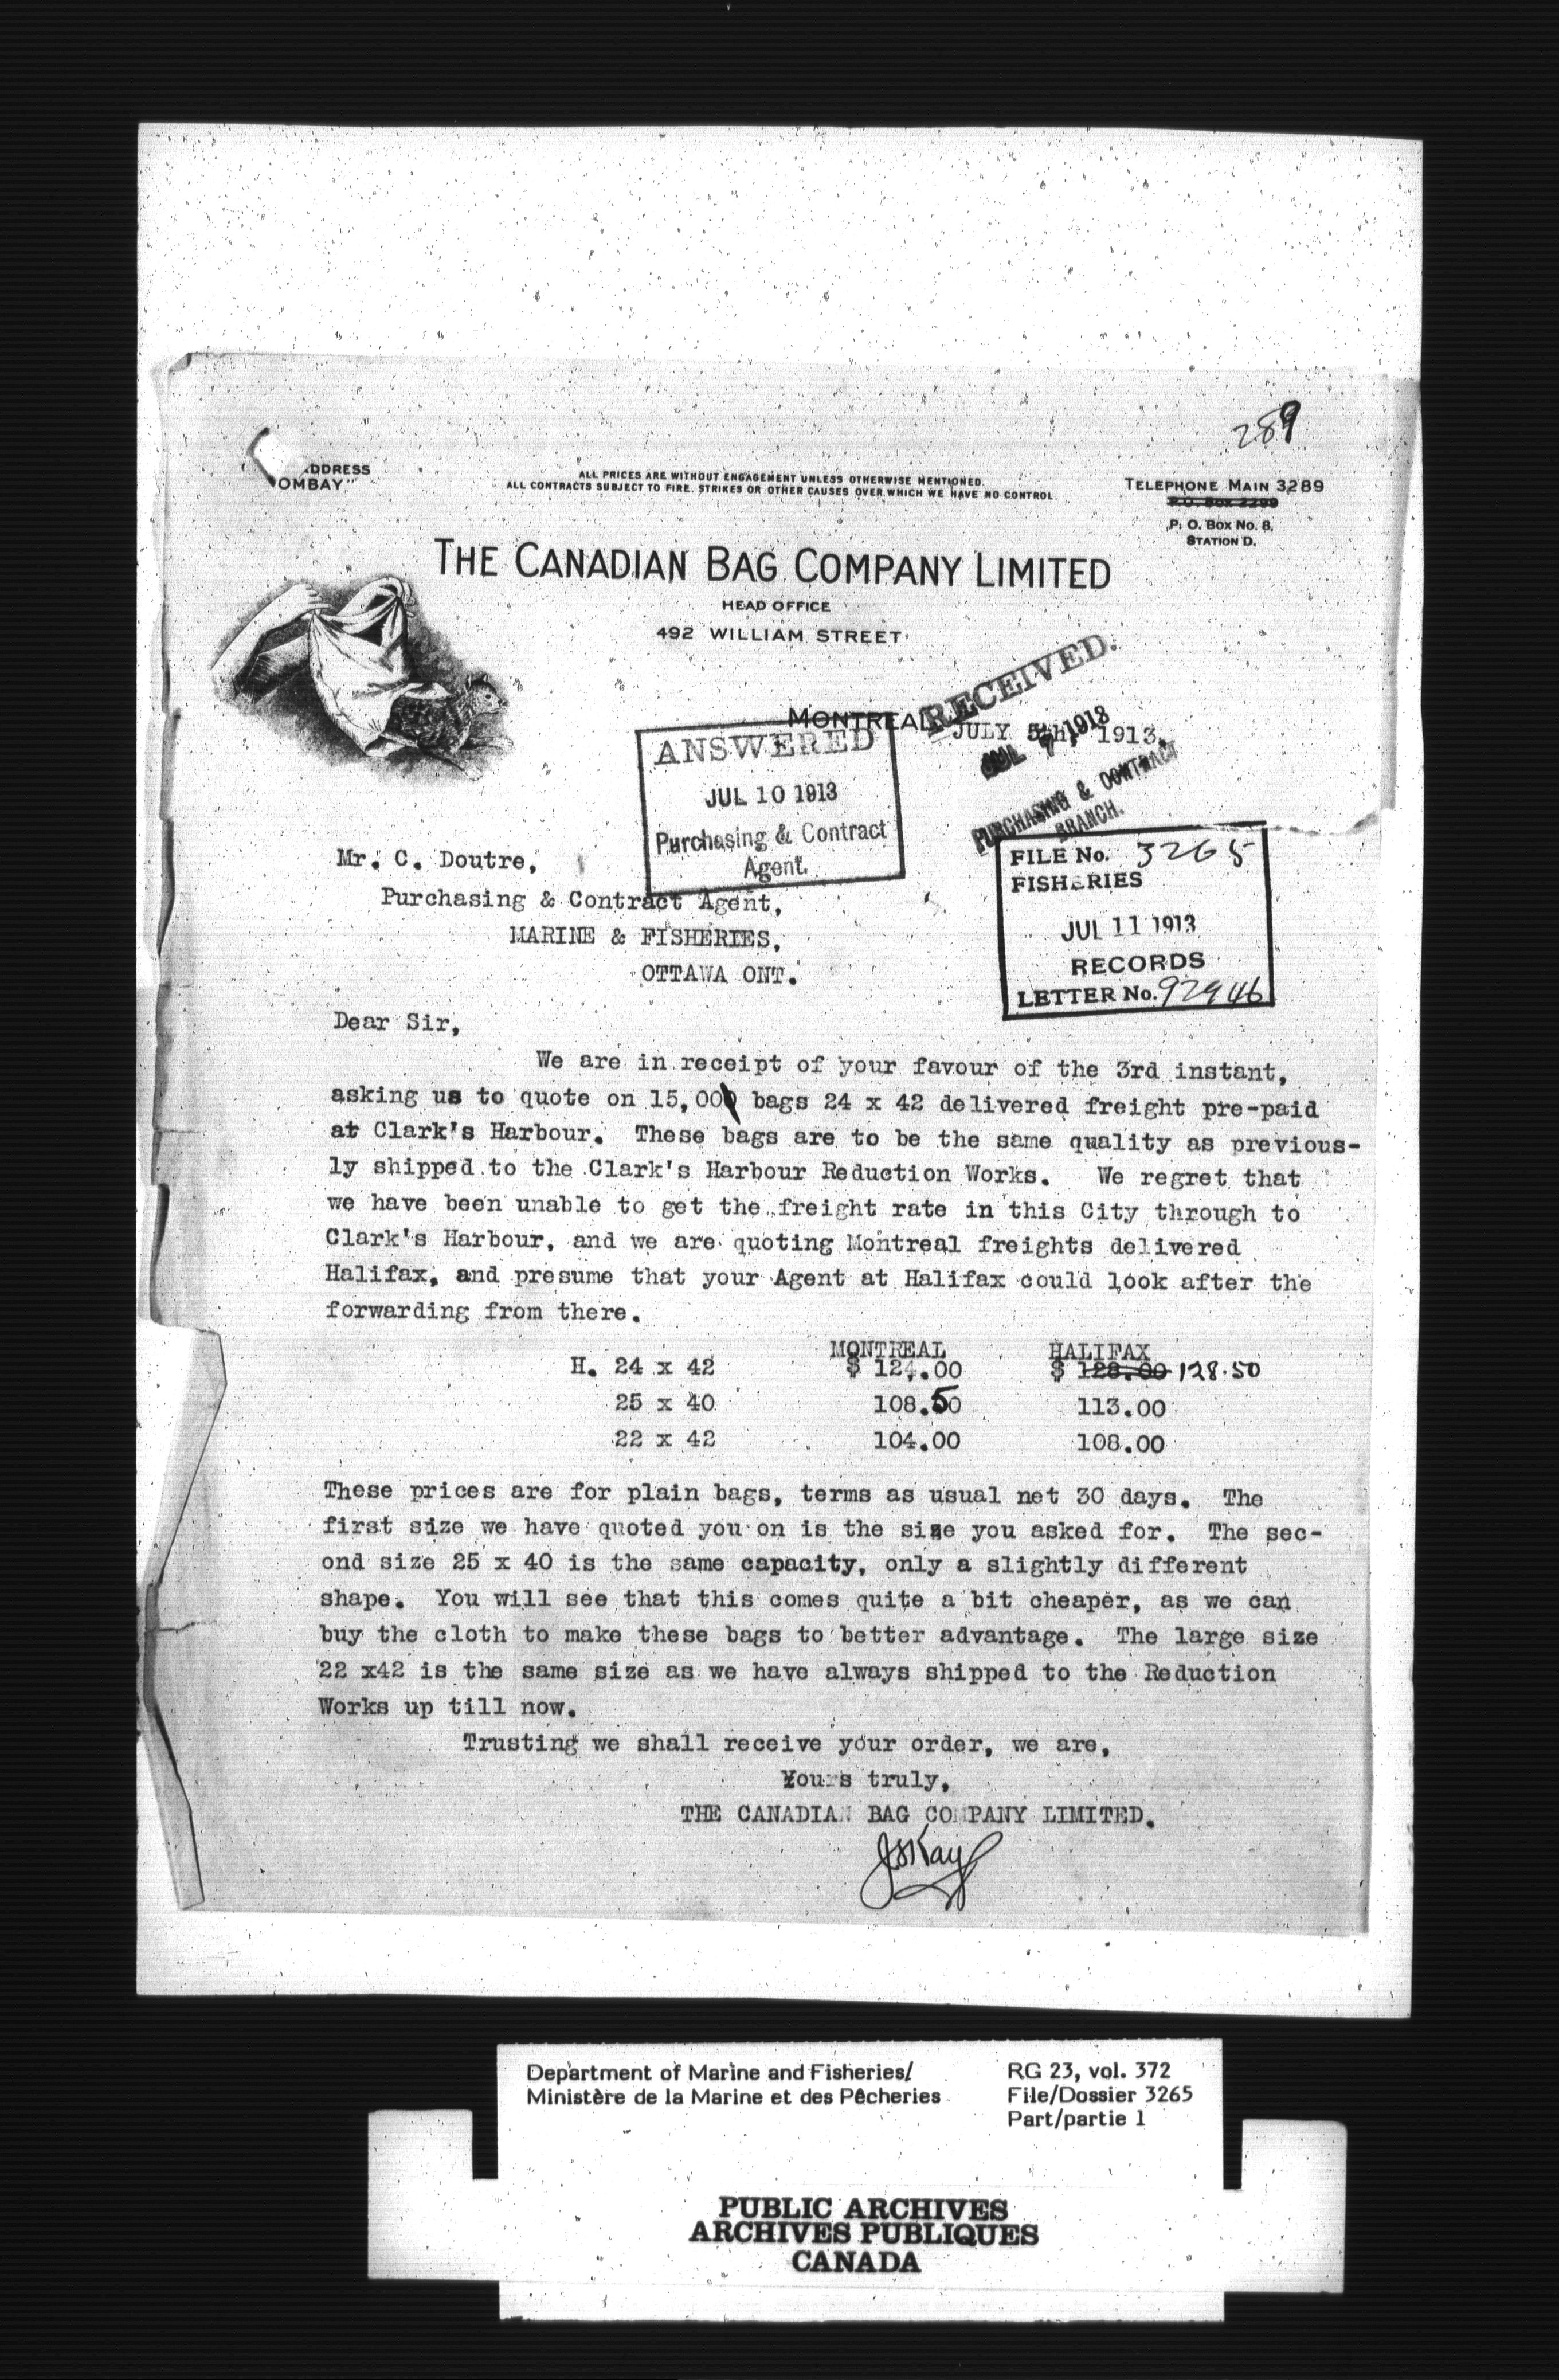 289
DDRESS
OMBAY"
ALL PRICES ARE WITHOUT ENGAGEMENT UNLESS OTHERWISE MENTIONED.
ALL CONTRACTS SUBJECT TO FIRE, STRIKES OR OTHER CAUSES OVER WHICH WE HAVE NO CONTROL
TELEPHONE MAIN 3289
P.O. Box 2299
P. O. Box No. 8.
STATION D.
THE CANADIAN BAG COMPANY LIMITED
HEAD OFFICE
492 WILLIAM STREET
MONTREAL JULY 5th 1913.
RECEIVED.
JUL 7 1913
PURCHASING & CONTRACT
BRANCH.
ANSWERED
JUL 10 1913
Purchasing & Contract
Agent.
FILE No. 3265
FISHERIES
JUL 11 1913
RECORDS
LETTER No. 92946
Mr. C. Doutre,
Purchasing & Contract Agent,
MARINE & FISHERIES,
OTTAWA ONT.
Dear Sir,
We are in receipt of your favour of the 3rd instant,
asking us to quote on 15,000 bags 24 x 42 delivered freight pre-paid
at Clark's Harbour. These bags are to be the same quality as previous-
ly shipped to the Clark's Harbour Reduction Works. We regret that
we have been unable to get the freight rate in this City through to
Clark's Harbour, and we are quoting Montreal freights delivered
Halifax, and presume that your Agent at Halifax could look after the
forwarding from there.
MONTREAL HALIFAX
H. 24 x 42 $ 124.00 $ 128.00 128.50
25 x 40 108.50 113.00
22 x 42 104.00 108.00
These prices are for plain bags, terms as usual net 30 days. The
first size we have quoted you on is the size you asked for. The sec-
ond size 25 x 40 is the same capacity, only a slightly different
shape. You will see that this comes quite a bit cheaper, as we can
buy the cloth to make these bags to better advantage. The large size
22 x42 is the same size as we have always shipped to the Reduction
Works up till now.
Trusting we shall receive your order, we are,
Yours truly,
THE CANADIAN BAG COMPANY LIMITED.
Department of Marine and Fisheries/
Ministère de la Marine et des Pêcheries
RG 23, vol. 372
File/Dossier 3265
Part/partie 1
PUBLIC ARCHIVES
ARCHIVES PUBLIQUES
CANADA